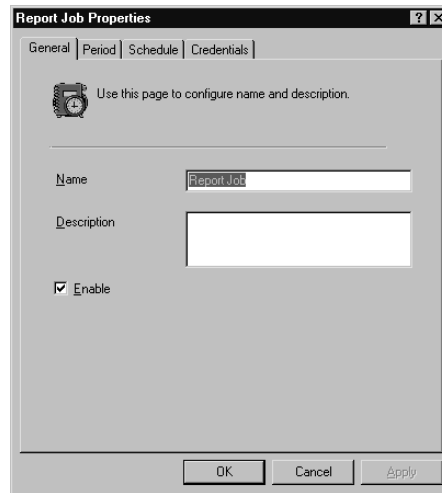 Report Job Properties
General Period Schedule Credentials
Use this page to configure name and description.
Name Report Job
Description
Enable
OK Cancel Apply